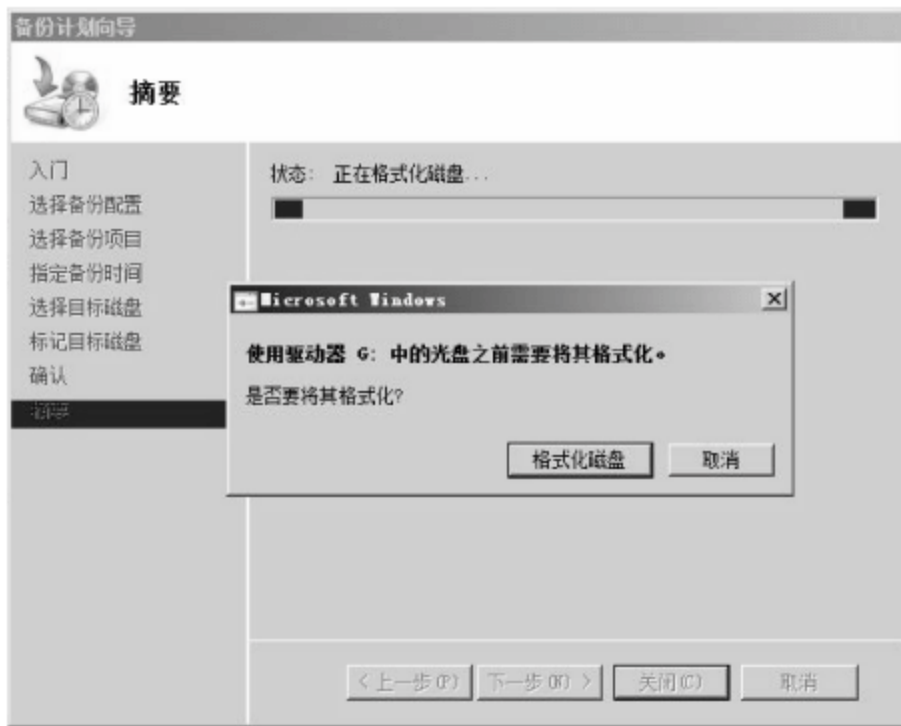 备份计划向导
摘要
入门
选择备份配置
选择备份项目
指定备份时间
选择目标磁盘
标记目标磁盘
确认
摘要
状态: 正在格式化磁盘...
Microsoft Windows
使用驱动器 G: 中的光盘之前需要将其格式化。
是否要将其格式化?
格式化磁盘
取消
< 上一步(P)
下一步(N) >
关闭(C)
取消